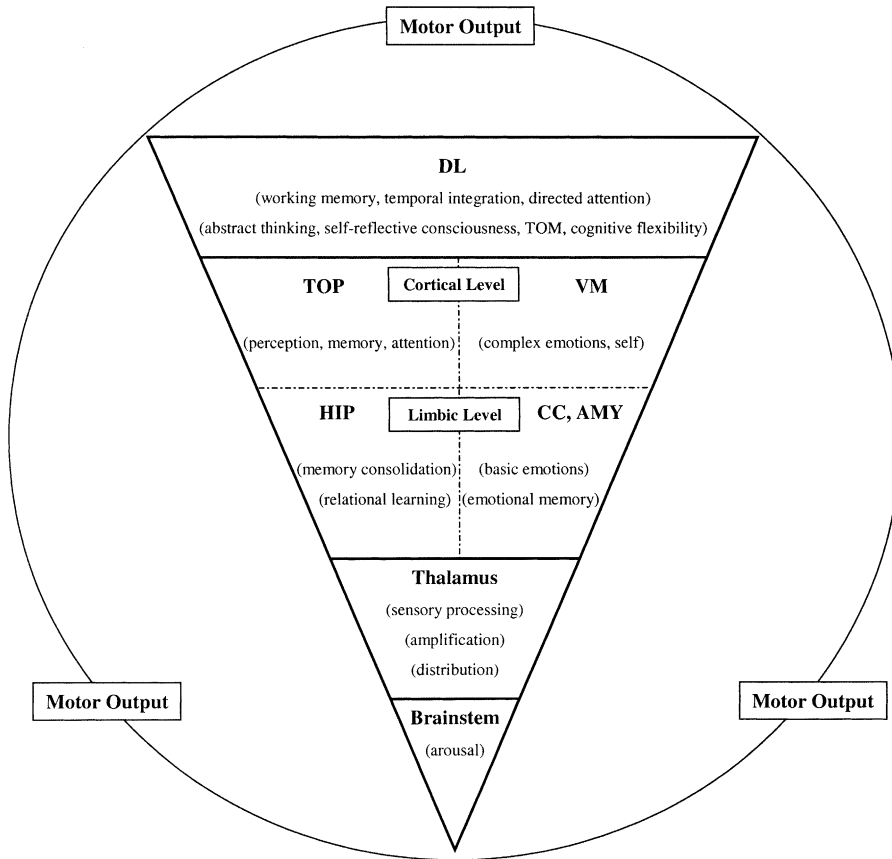 Motor Output
DL
(working memory, temporal integration, directed attention)
(abstract thinking, self-reflective consciousness, TOM, cognitive flexibility)
TOP
Cortical Level
VM
(perception, memory, attention)
(complex emotions, self)
HIP
Limbic Level
CC, AMY
(memory consolidation)
(basic emotions)
(relational learning)
(emotional memory)
Thalamus
(sensory processing)
(amplification)
(distribution)
Motor Output
Motor Output
Brainstem
(arousal)